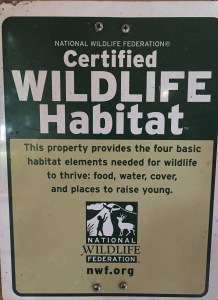 NATIONAL WILDLIFE FEDERATION®
Certified
WILDLIFE
Habitat™
This property provides the four basic
habitat elements needed for wildlife
to thrive: food, water, cover,
and places to raise young.
NATIONAL
WILDLIFE
FEDERATION
nwf.org